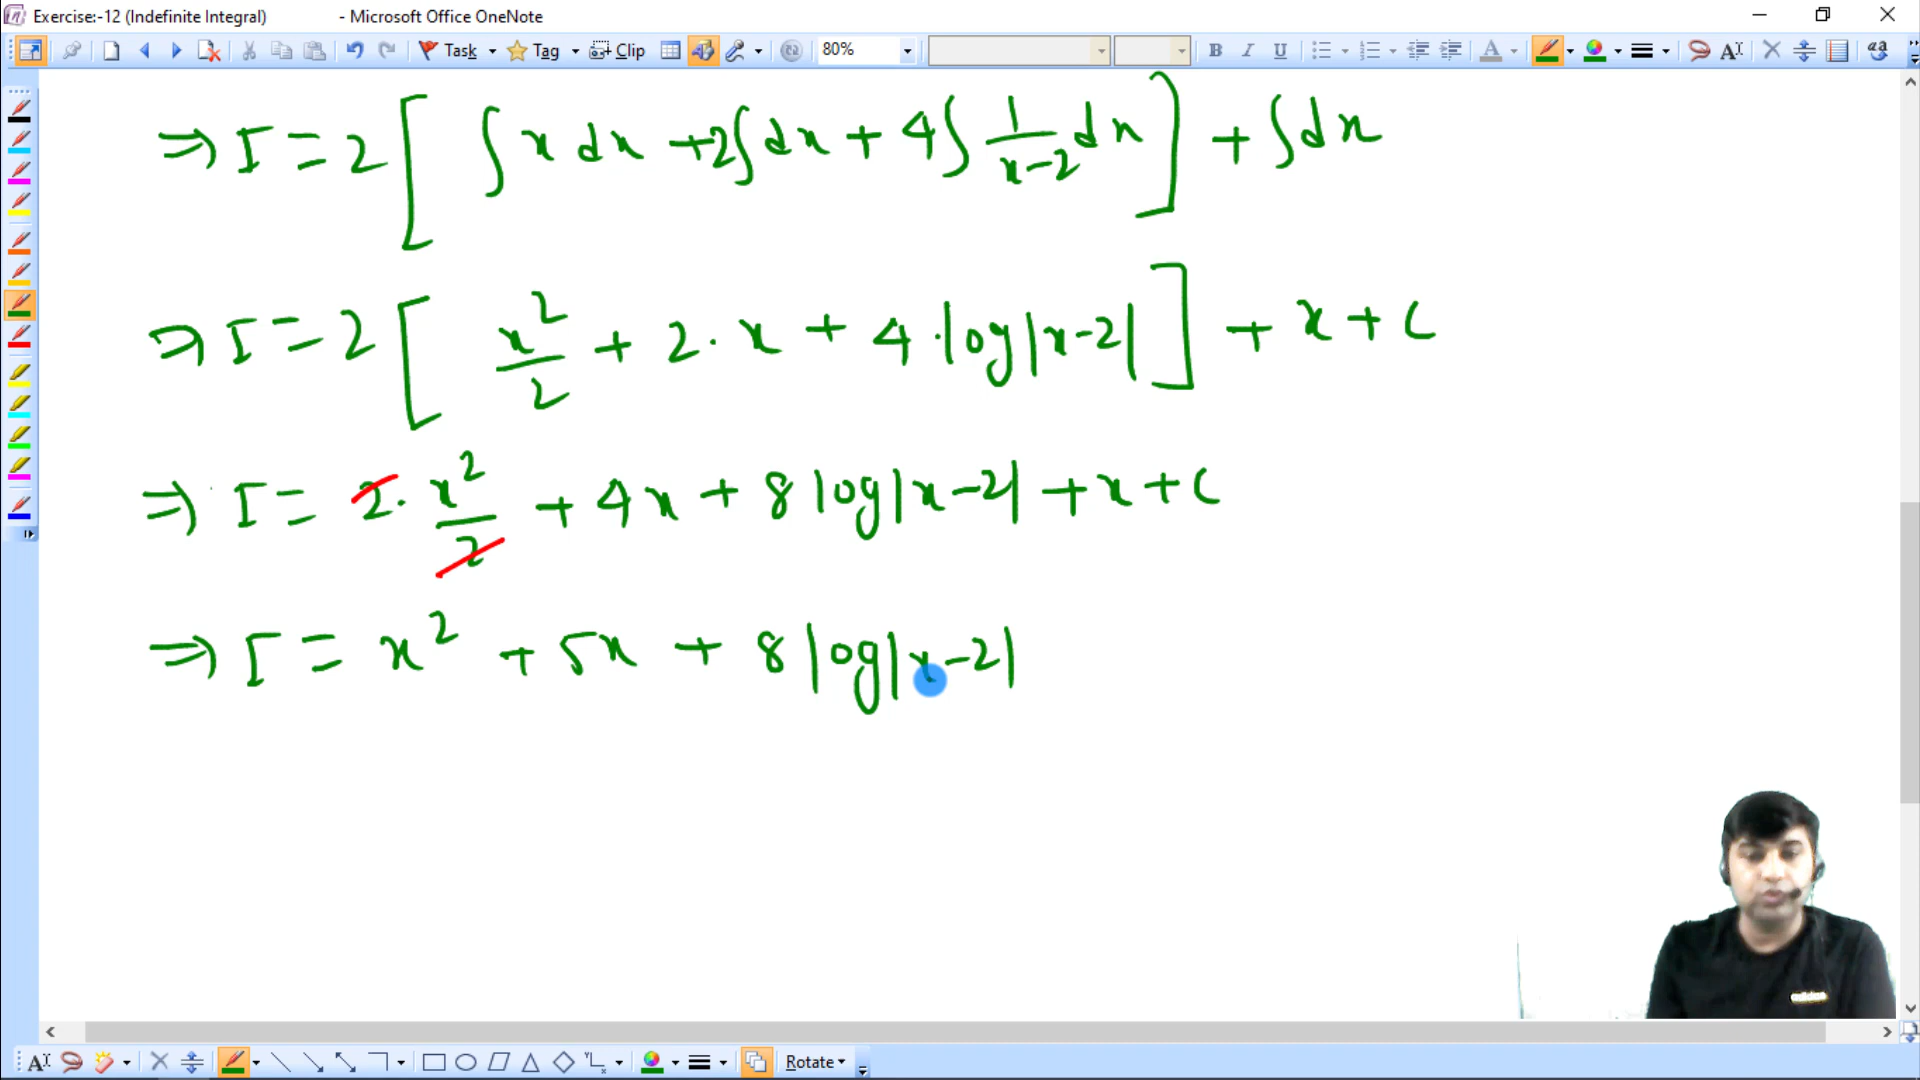 Exercise:-12 (Indefinite Integral) - Microsoft Office OneNote
Task Tag Clip 80% B I U
⇒ I = 2 [ ∫ x dx + 2∫ dx + 4∫ 1/(x-2) dx ] + ∫ dx
⇒ I = 2 [ x²/2 + 2·x + 4·log|x-2| ] + x + c
⇒ I = 2·x²/2 + 4x + 8 log|x-2| + x + c
⇒ I = x² + 5x + 8 log|x-2|
Rotate